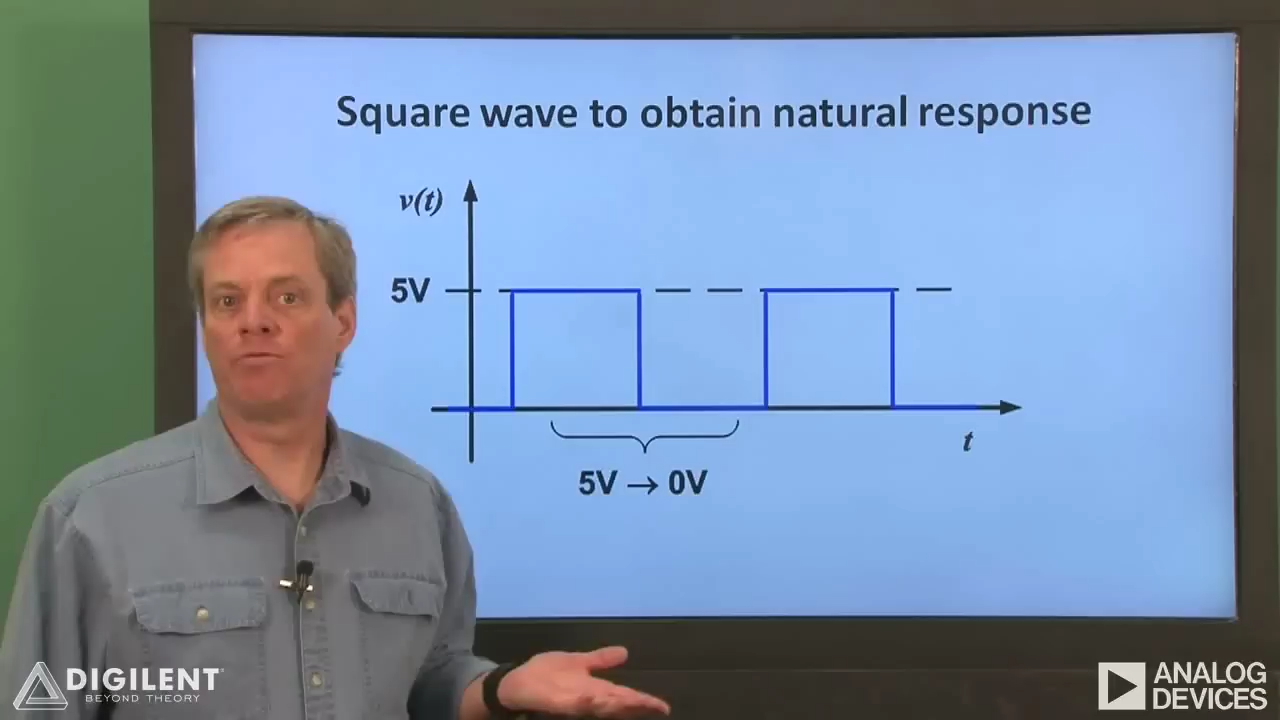 Square wave to obtain natural response
v(t)
5V
t
5V → 0V
DIGILENT
BEYOND THEORY
ANALOG
DEVICES